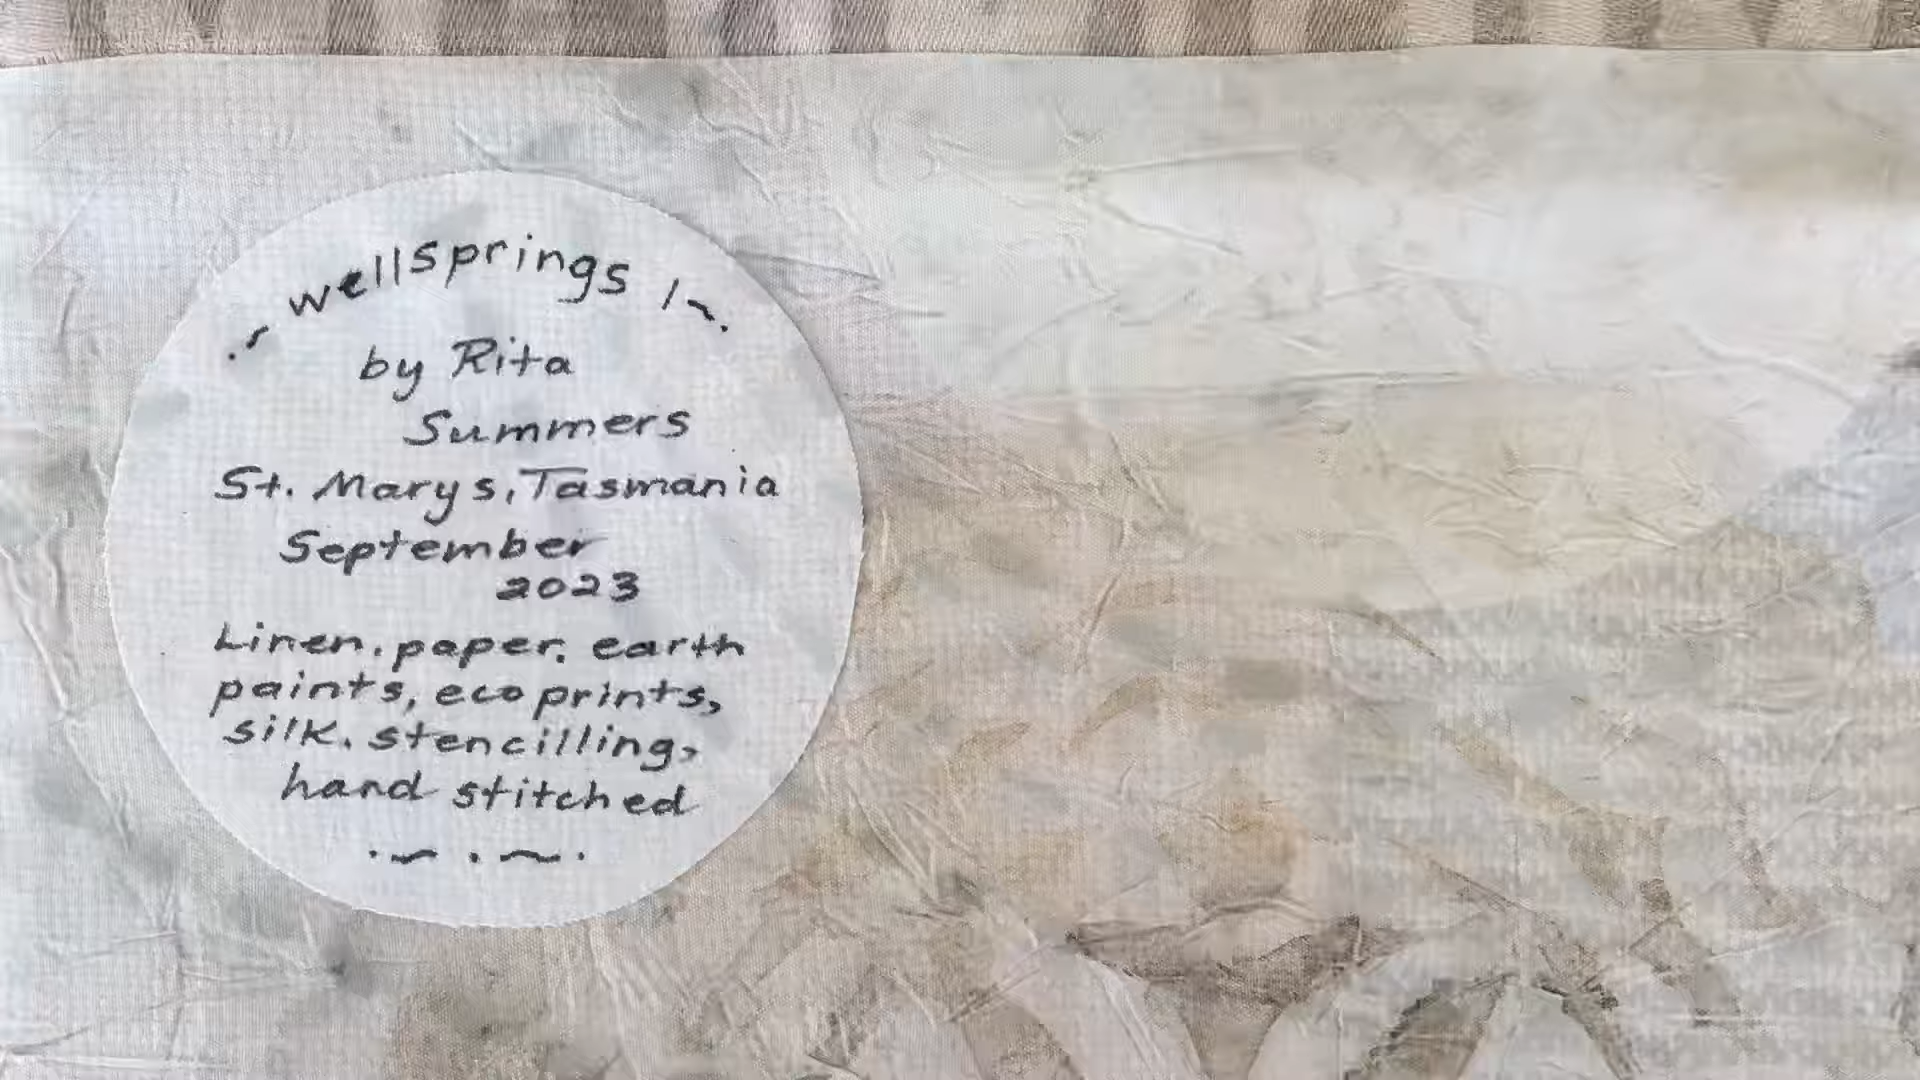 .~ wellsprings 1 ~.
by Rita
Summers
St. Marys, Tasmania
September
2023
Linen, paper, earth
paints, eco prints,
silk, stencilling,
hand stitched
.~ . ~.